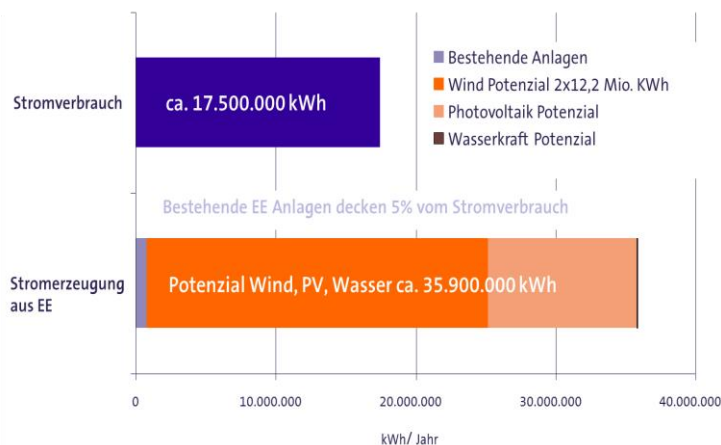 Bestehende Anlagen
Wind Potenzial 2x12,2 Mio. KWh
Photovoltaik Potenzial
Wasserkraft Potenzial
Stromverbrauch
ca. 17.500.000 kWh
Bestehende EE Anlagen decken 5% vom Stromverbrauch
Stromerzeugung
aus EE
Potenzial Wind, PV, Wasser ca. 35.900.000 kWh
0
10.000.000
20.000.000
30.000.000
40.000.000
kWh/ Jahr